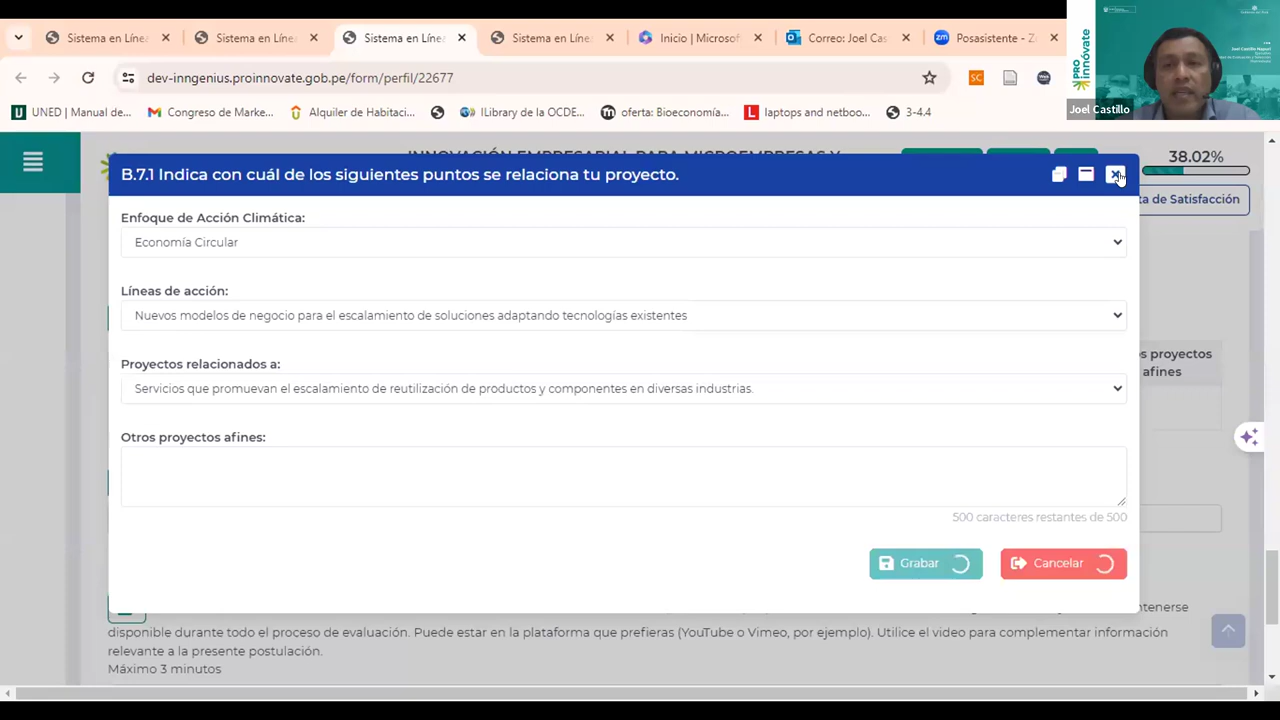 Sistema en Líne
Sistema en Líne
Sistema en Líne
Sistema en Líne
Inicio | Microsof
Correo: Joel Cas
Posasistente - Z
dev-inngenius.proinnovate.gob.pe/form/perfil/22677
SC
UNED | Manual de...
Congreso de Marke...
Alquiler de Habitaci...
ILibrary de la OCDE...
oferta: Bioeconomía...
laptops and netboo...
3-4.4
PRO
innóvate
Joel Castillo
38.02%
ta de Satisfacción
B.7.1 Indica con cuál de los siguientes puntos se relaciona tu proyecto.
Enfoque de Acción Climática:
Economía Circular
Líneas de acción:
Nuevos modelos de negocio para el escalamiento de soluciones adaptando tecnologías existentes
s proyectos
afines
Proyectos relacionados a:
Servicios que promuevan el escalamiento de reutilización de productos y componentes en diversas industrias.
Otros proyectos afines:
500 caracteres restantes de 500
Grabar
Cancelar
ntenerse
disponible durante todo el proceso de evaluación. Puede estar en la plataforma que prefieras (YouTube o Vimeo, por ejemplo). Utilice el video para complementar información
relevante a la presente postulación.
Máximo 3 minutos